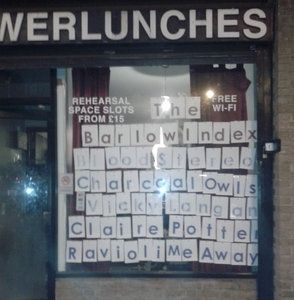 WERLUNCHES
REHEARSAL
SPACE SLOTS
FROM £15
FREE
WI-FI
The
Barlow Index
Blood Stereo
Charcoal Owls
Vicky Langan
Claire Potter
Ravioli Me Away